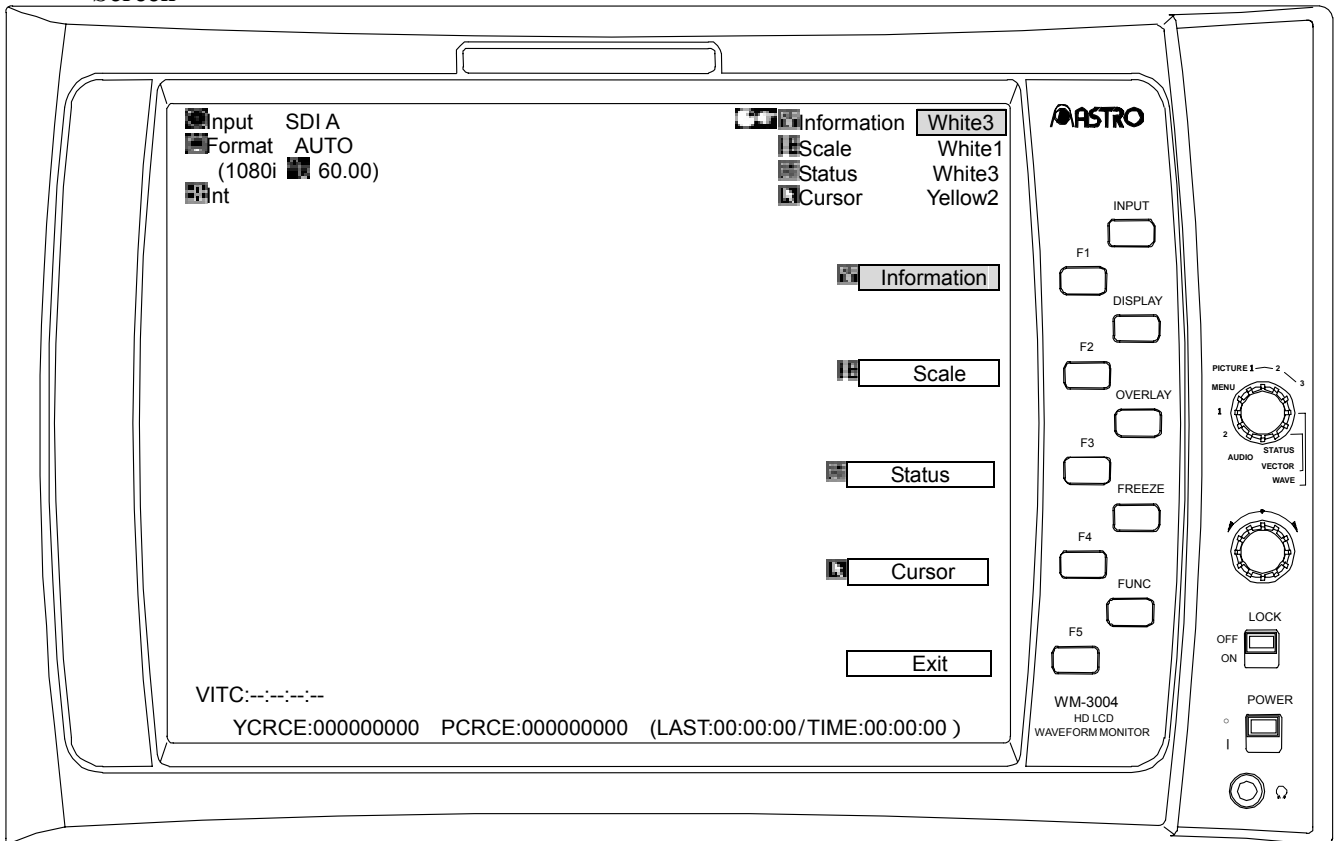 Screen
Input SDI A
Format AUTO
(1080i 60.00)
Int
Information White3
Scale White1
Status White3
Cursor Yellow2
Information
Scale
Status
Cursor
Exit
VITC:--:--:--:--
YCRCE:000000000 PCRCE:000000000 (LAST:00:00:00/TIME:00:00:00 )
ASTRO
INPUT
F1
DISPLAY
F2
OVERLAY
F3
FREEZE
F4
FUNC
F5
WM-3004
HD LCD
WAVEFORM MONITOR
PICTURE 1 2
3
MENU
1
2
AUDIO
STATUS
VECTOR
WAVE
LOCK
OFF
ON
POWER